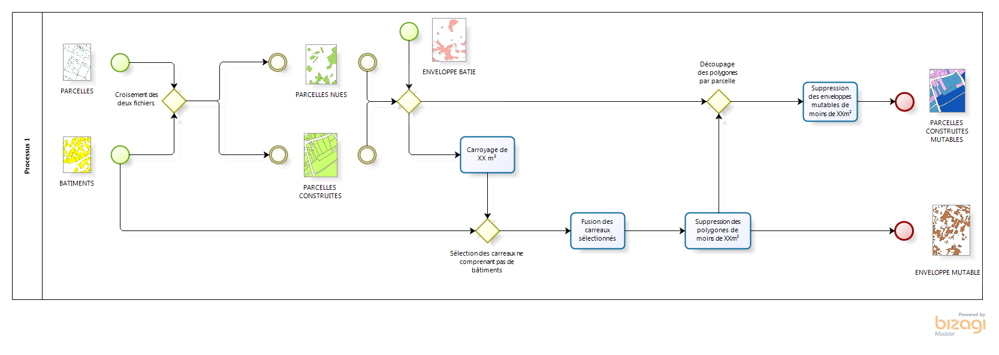 Processus 1
PARCELLES
BATIMENTS
Croisement des
deux fichiers
PARCELLES NUES
PARCELLES
CONSTRUITES
ENVELOPPE BATIE
Carroyage de
XX m²
Sélection des carreaux ne
comprenant pas de
bâtiments
Fusion des
carreaux
sélectionnés
Suppression des
polygones de
moins de XXm²
Découpage
des polygones
par parcelle
Suppression
des enveloppes
mutables de
moins de XXm²
PARCELLES
CONSTRUITES
MUTABLES
ENVELOPPE MUTABLE
Powered by
bizagi
Modeler